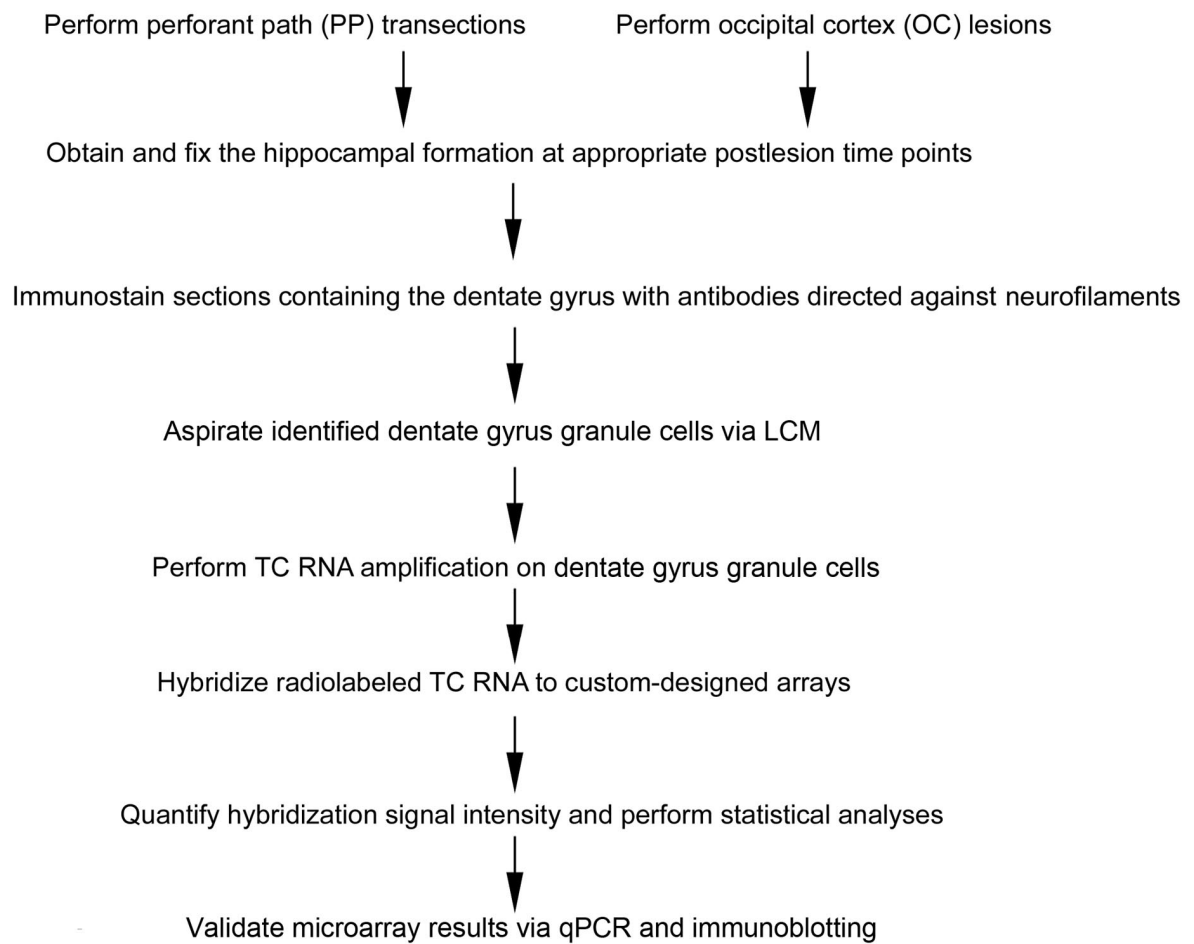 Perform perforant path (PP) transections
Perform occipital cortex (OC) lesions
Obtain and fix the hippocampal formation at appropriate postlesion time points
Immunostain sections containing the dentate gyrus with antibodies directed against neurofilaments
Aspirate identified dentate gyrus granule cells via LCM
Perform TC RNA amplification on dentate gyrus granule cells
Hybridize radiolabeled TC RNA to custom-designed arrays
Quantify hybridization signal intensity and perform statistical analyses
Validate microarray results via qPCR and immunoblotting